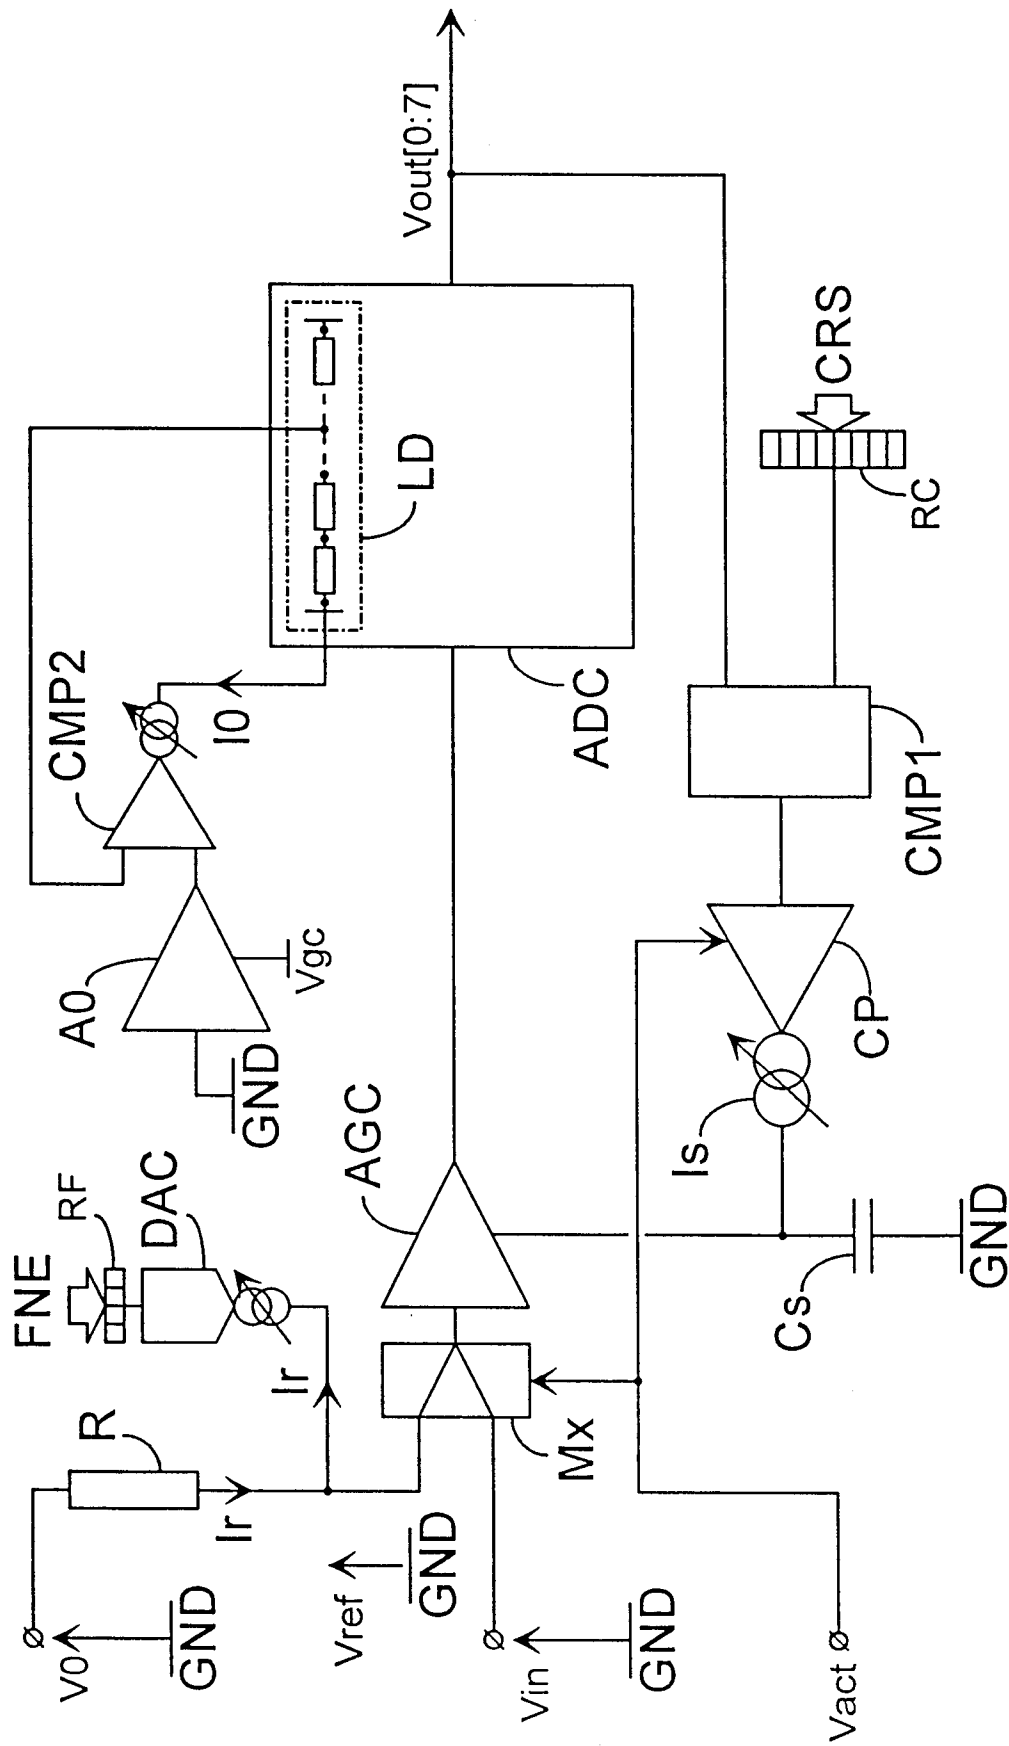 FNE
RF
DAC
Ir
R
Ir
V0
GND
Vref
GND
Vin
GND
Vact
Mx
AGC
A0
GND
Vgc
CMP2
I0
LD
ADC
Vout[0:7]
CRS
RC
CMP1
CP
Is
Cs
GND